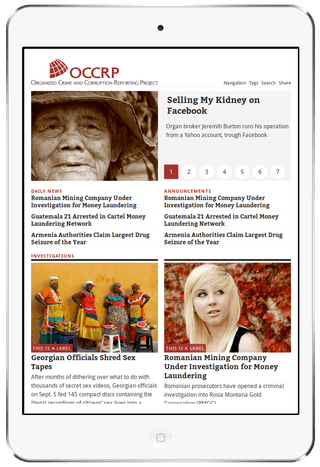 OCCRP
ORGANIZED CRIME AND CORRUPTION REPORTING PROJECT
Navigation Tags Search Share
Selling My Kidney on
Facebook
Organ broker Jeremih Burton runs his operation
from a Yahoo account, trough Facebook
1 2 3 4 5 6 7
DAILY NEWS
Romanian Mining Company Under
Investigation for Money Laundering
Guatemala 21 Arrested in Cartel Money
Laundering Network
Armenia Authorities Claim Largest Drug
Seizure of the Year
ANNOUNCEMENTS
Romanian Mining Company Under
Investigation for Money Laundering
Guatemala 21 Arrested in Cartel Money
Laundering Network
Armenia Authorities Claim Largest Drug
Seizure of the Year
INVESTIGATIONS
THIS IS A LABEL
Georgian Officials Shred Sex
Tapes
After months of dithering over what to do with
thousands of secret sex videos, Georgian officials
on Sept. 5 fed 145 compact discs containing the
illegal recordings of citizens' sex lives into a
THIS IS A LABEL
Romanian Mining Company
Under Investigation for Money
Laundering
Romanian prosecutors have opened a criminal
investigation into Rosia Montana Gold
Corporation (RMGC)